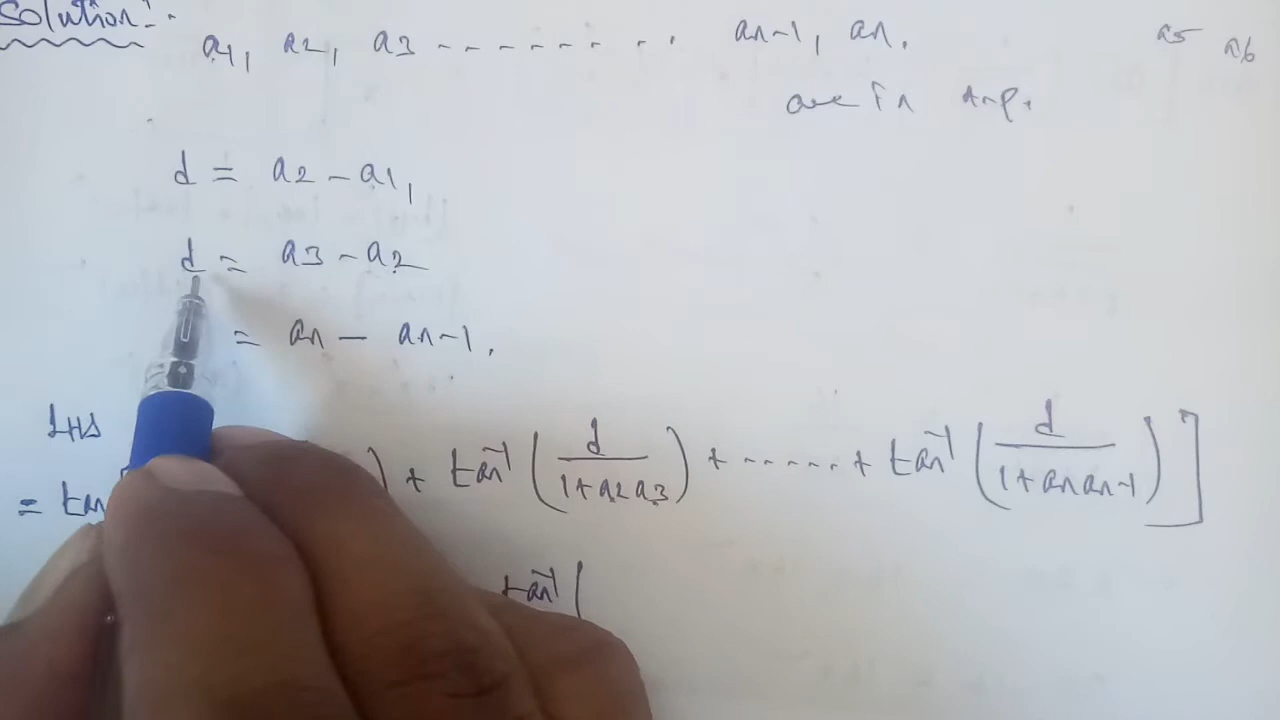 Solution:-
a1, a2, a3 - - - - - - - - - - an-1, an. a5 a6
are in A.P.
d = a2 - a1,
d = a3 - a2
= an - an-1.
LHS
= tan ) + tan⁻¹ ( d / 1+a2a3 ) + ----- + tan⁻¹ ( d / 1+anan-1 ) ]
tan⁻¹ (